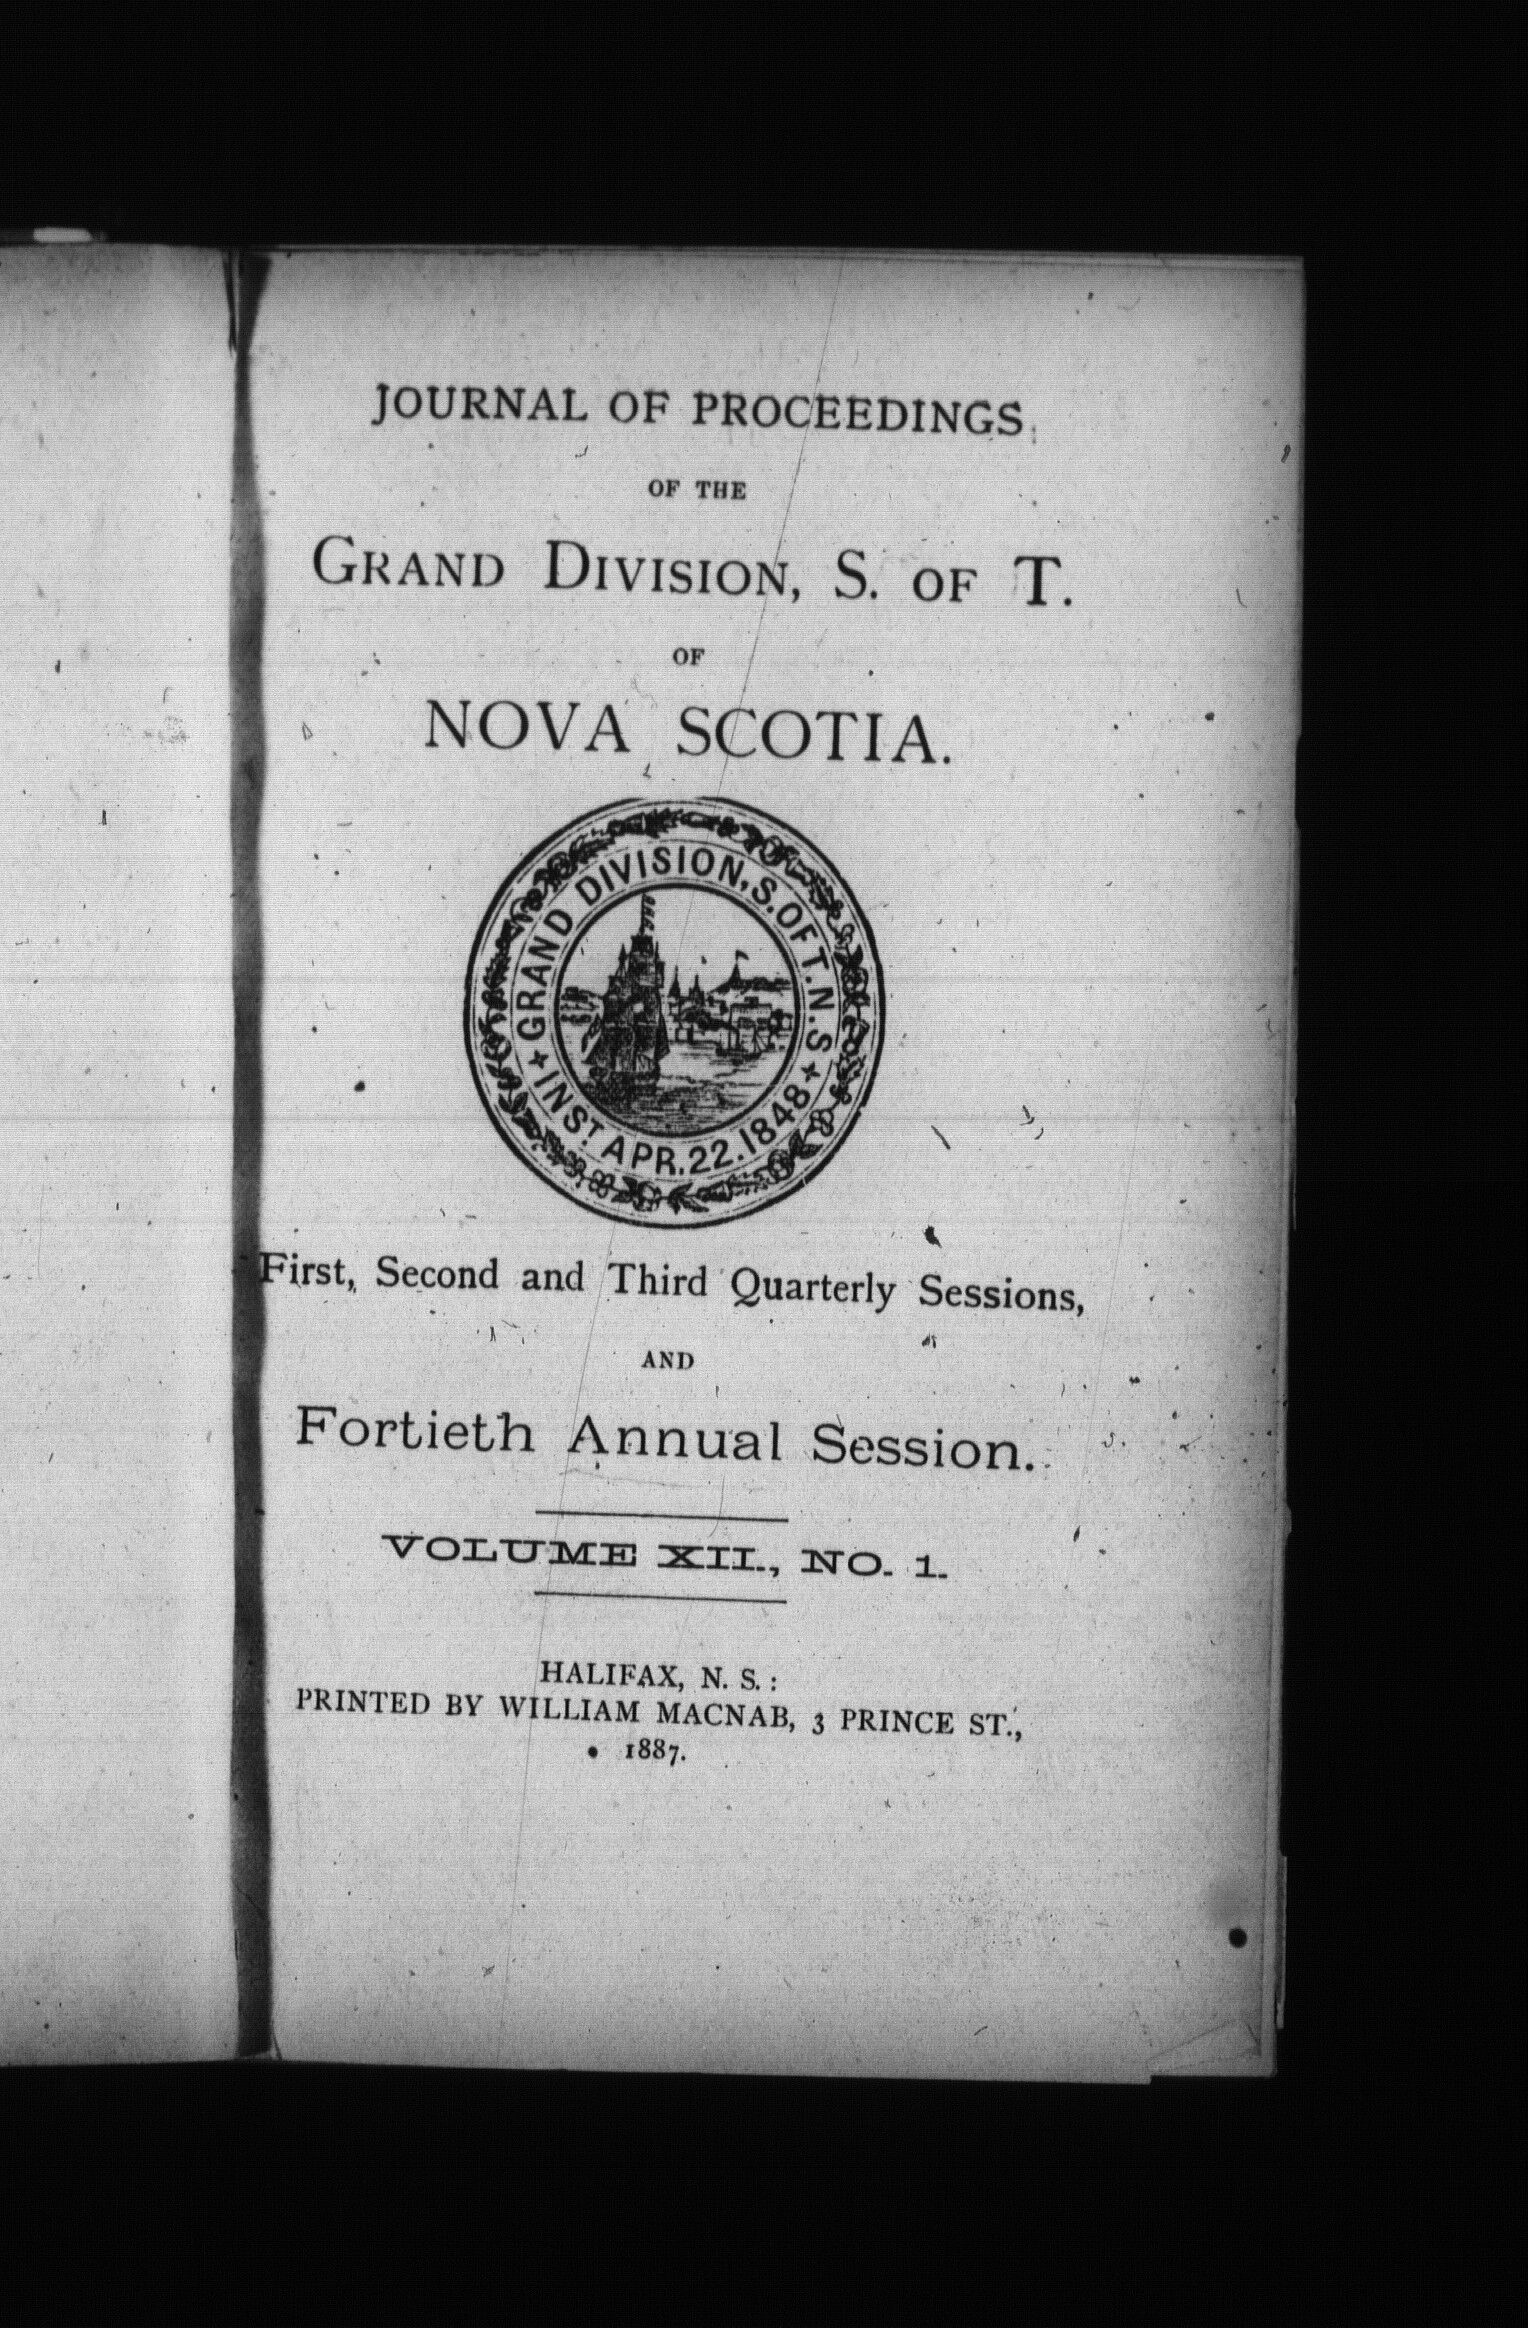 JOURNAL OF PROCEEDINGS
OF THE
GRAND DIVISION, S. OF T.
OF
NOVA SCOTIA.
GRAND DIVISION, S. OF T. N. S
INST. APR. 22. 1848
First, Second and Third Quarterly Sessions,
AND
Fortieth Annual Session.
VOLUME XII., NO. 1.
HALIFAX, N. S. :
PRINTED BY WILLIAM MACNAB, 3 PRINCE ST.,
1887.